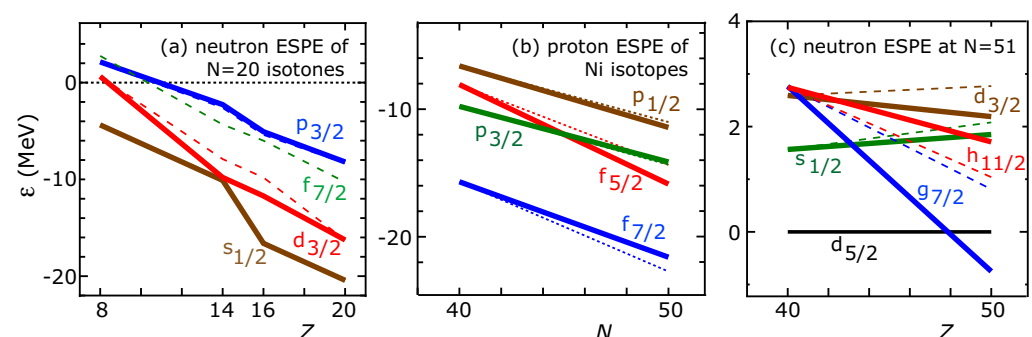 (a) neutron ESPE of
N=20 isotones
0
-10
-20
ε (MeV)
p3/2
f7/2
d3/2
s1/2
8
14
16
20
Z
(b) proton ESPE of
Ni isotopes
-10
-20
p1/2
p3/2
f5/2
f7/2
40
50
N
(c) neutron ESPE at N=51
4
2
0
d3/2
s1/2
h11/2
g7/2
d5/2
40
50
Z